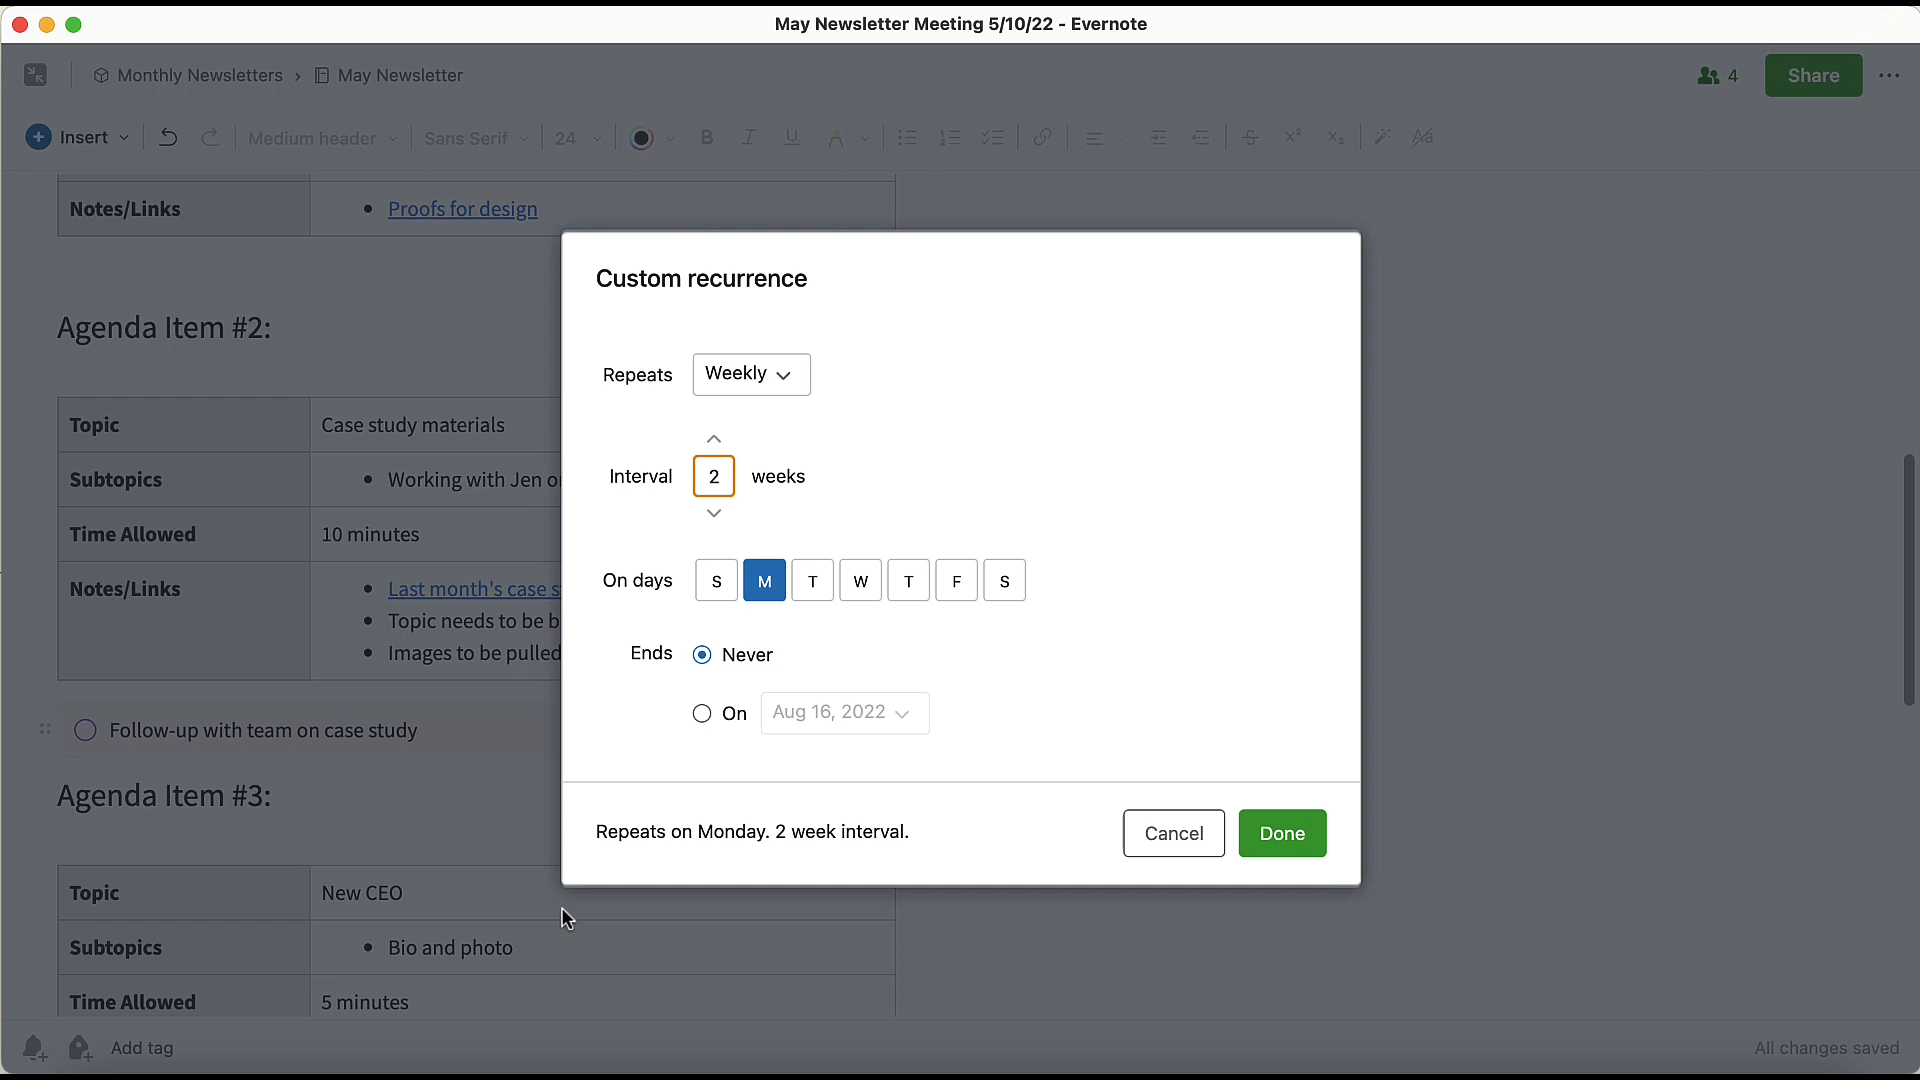 May Newsletter Meeting 5/10/22 - Evernote
Monthly Newsletters › May Newsletter
4
Share
Insert
Medium header
Sans Serif
24
B I U
Notes/Links
• Proofs for design
Agenda Item #2:
Topic
Case study materials
Subtopics
• Working with Jen
Time Allowed
10 minutes
Notes/Links
• Last month's case
• Topic needs to be
• Images to be pulled
Follow-up with team on case study
Agenda Item #3:
Topic
New CEO
Subtopics
• Bio and photo
Time Allowed
5 minutes
Add tag
All changes saved
Custom recurrence
Repeats Weekly
Interval 2 weeks
On days S M T W T F S
Ends Never
On Aug 16, 2022
Repeats on Monday. 2 week interval.
Cancel Done